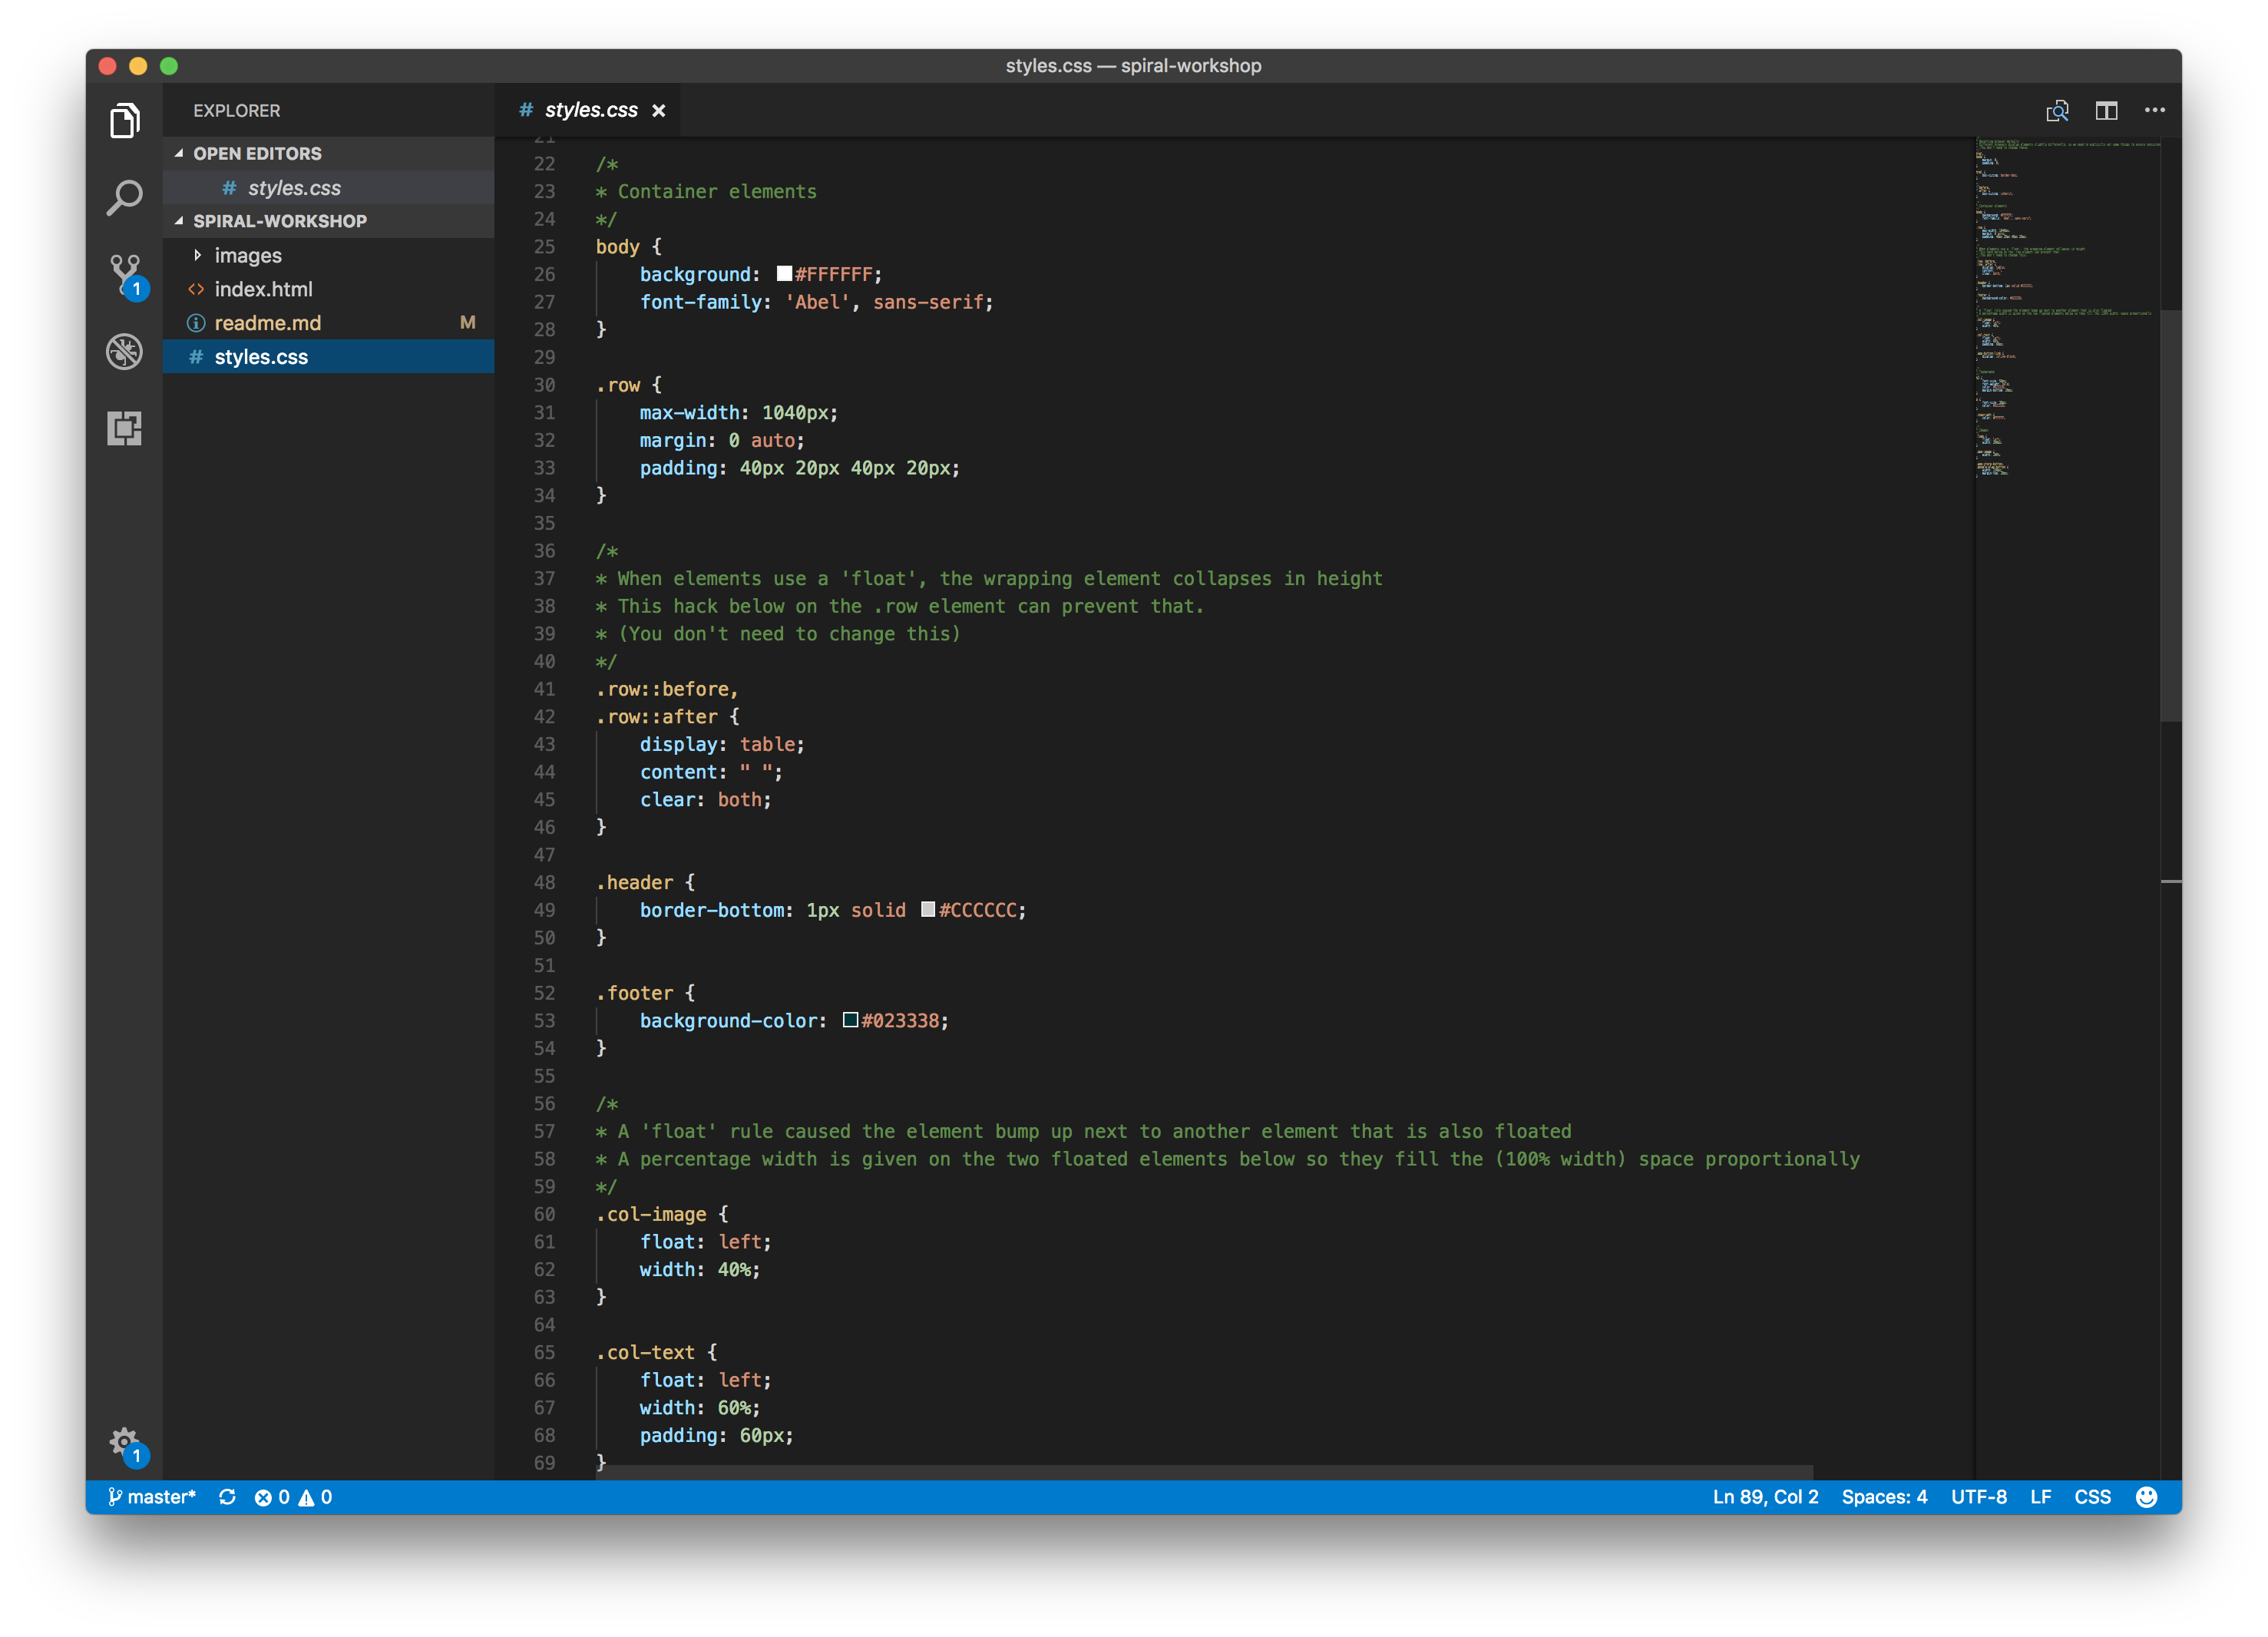 styles.css — spiral-workshop
EXPLORER
OPEN EDITORS
# styles.css
SPIRAL-WORKSHOP
images
<> index.html
readme.md M
# styles.css
1
1
# styles.css ×
21
22 /*
23 * Container elements
24 */
25 body {
26 background: #FFFFFF;
27 font-family: 'Abel', sans-serif;
28 }
29
30 .row {
31 max-width: 1040px;
32 margin: 0 auto;
33 padding: 40px 20px 40px 20px;
34 }
35
36 /*
37 * When elements use a 'float', the wrapping element collapses in height
38 * This hack below on the .row element can prevent that.
39 * (You don't need to change this)
40 */
41 .row::before,
42 .row::after {
43 display: table;
44 content: " ";
45 clear: both;
46 }
47
48 .header {
49 border-bottom: 1px solid #CCCCCC;
50 }
51
52 .footer {
53 background-color: #023338;
54 }
55
56 /*
57 * A 'float' rule caused the element bump up next to another element that is also floated
58 * A percentage width is given on the two floated elements below so they fill the (100% width) space proportionally
59 */
60 .col-image {
61 float: left;
62 width: 40%;
63 }
64
65 .col-text {
66 float: left;
67 width: 60%;
68 padding: 60px;
69 }
master* 0 0 Ln 89, Col 2 Spaces: 4 UTF-8 LF CSS